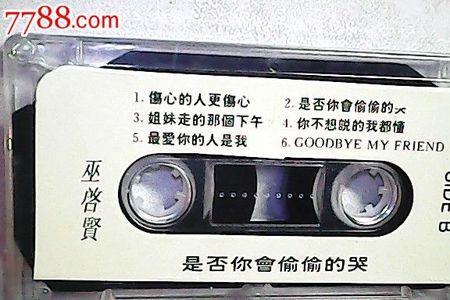 7788.com
1. 傷心的人更傷心
2. 是否你會偷偷的哭
3. 姐妹走的那個下午
4. 你不想說的我都懂
5. 最愛你的人是我
6. GOODBYE MY FRIEND
巫啓賢
SIDE B
是否你會偷偷的哭